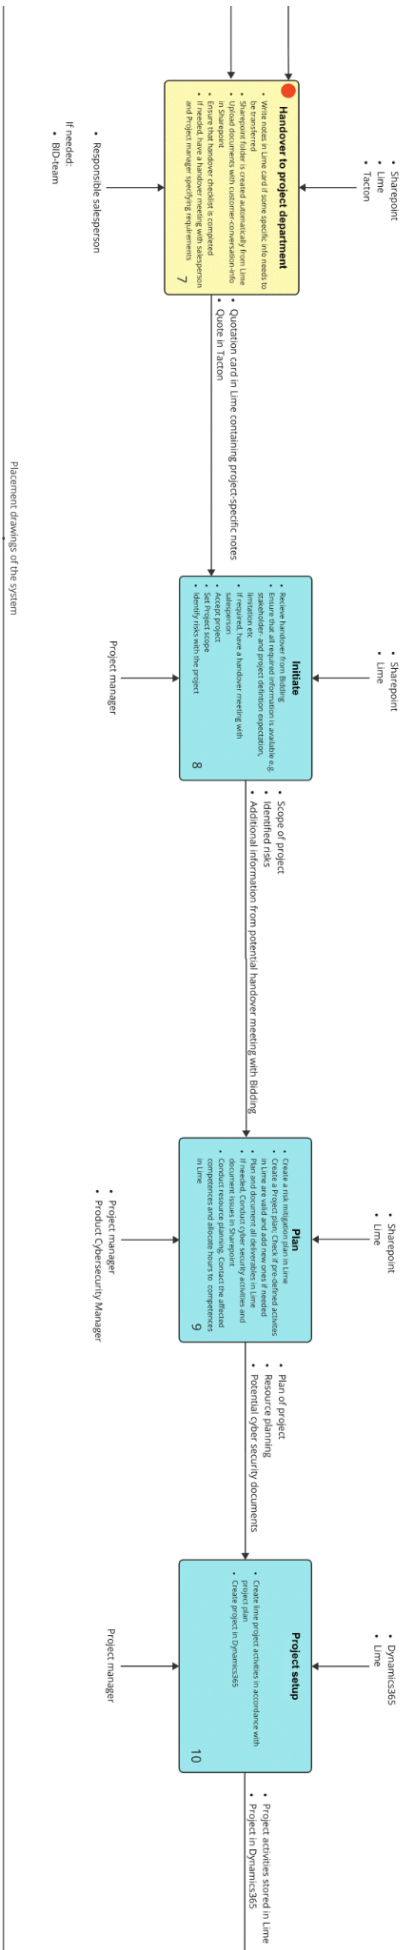 • Sharepoint
• Lime
• Tacton
Handover to project department
• Write notes in Lime card if some specific info needs to
be transferred
• Sharepoint folder is created automatically from Lime
• Upload documents with customer-conversation-info
in Sharepoint
• Ensure that handover checklist is completed
• If needed, have a handover meeting with salesperson
and Project manager specifying requirements
7
• Responsible salesperson
If needed:
• BID-team
• Quotation card in Lime containing project-specific notes
• Quote in Tacton
• Sharepoint
• Lime
Initiate
• Recieve handover from Bidding
• Ensure that all required information is available e.g.
stakeholder- and project defintion expectation,
limitation etc
• If required, have a handover meeting with
salesperson
• Accept project
• Set Project scope
• Identify risks with the project
8
Project manager
• Scope of project
• Identified risks
• Additional information from potential handover meeting with Bidding
• Sharepoint
• Lime
Plan
• Create a risk mitigation plan in Lime
• Create a Project plan; Check if pre-defined activites
in Lime are valid and add new ones if needed
• Plan and document all deliverables in Lime
• If needed, Conduct cyber security activities and
document issues in Sharepoint
• Conduct resource planning. Contact the affected
competences and allocate hours to competences
in Lime
9
• Project manager
• Product Cybersecurity Manager
• Plan of project
• Resource planning
• Potential cyber security documents
• Dynamics365
• Lime
Project setup
• Create lime project activities in accordance with
project plan
• Create project in Dynamics365
10
Project manager
• Project activities stored in Lime
• Project in Dynamics365
Placement drawings of the system